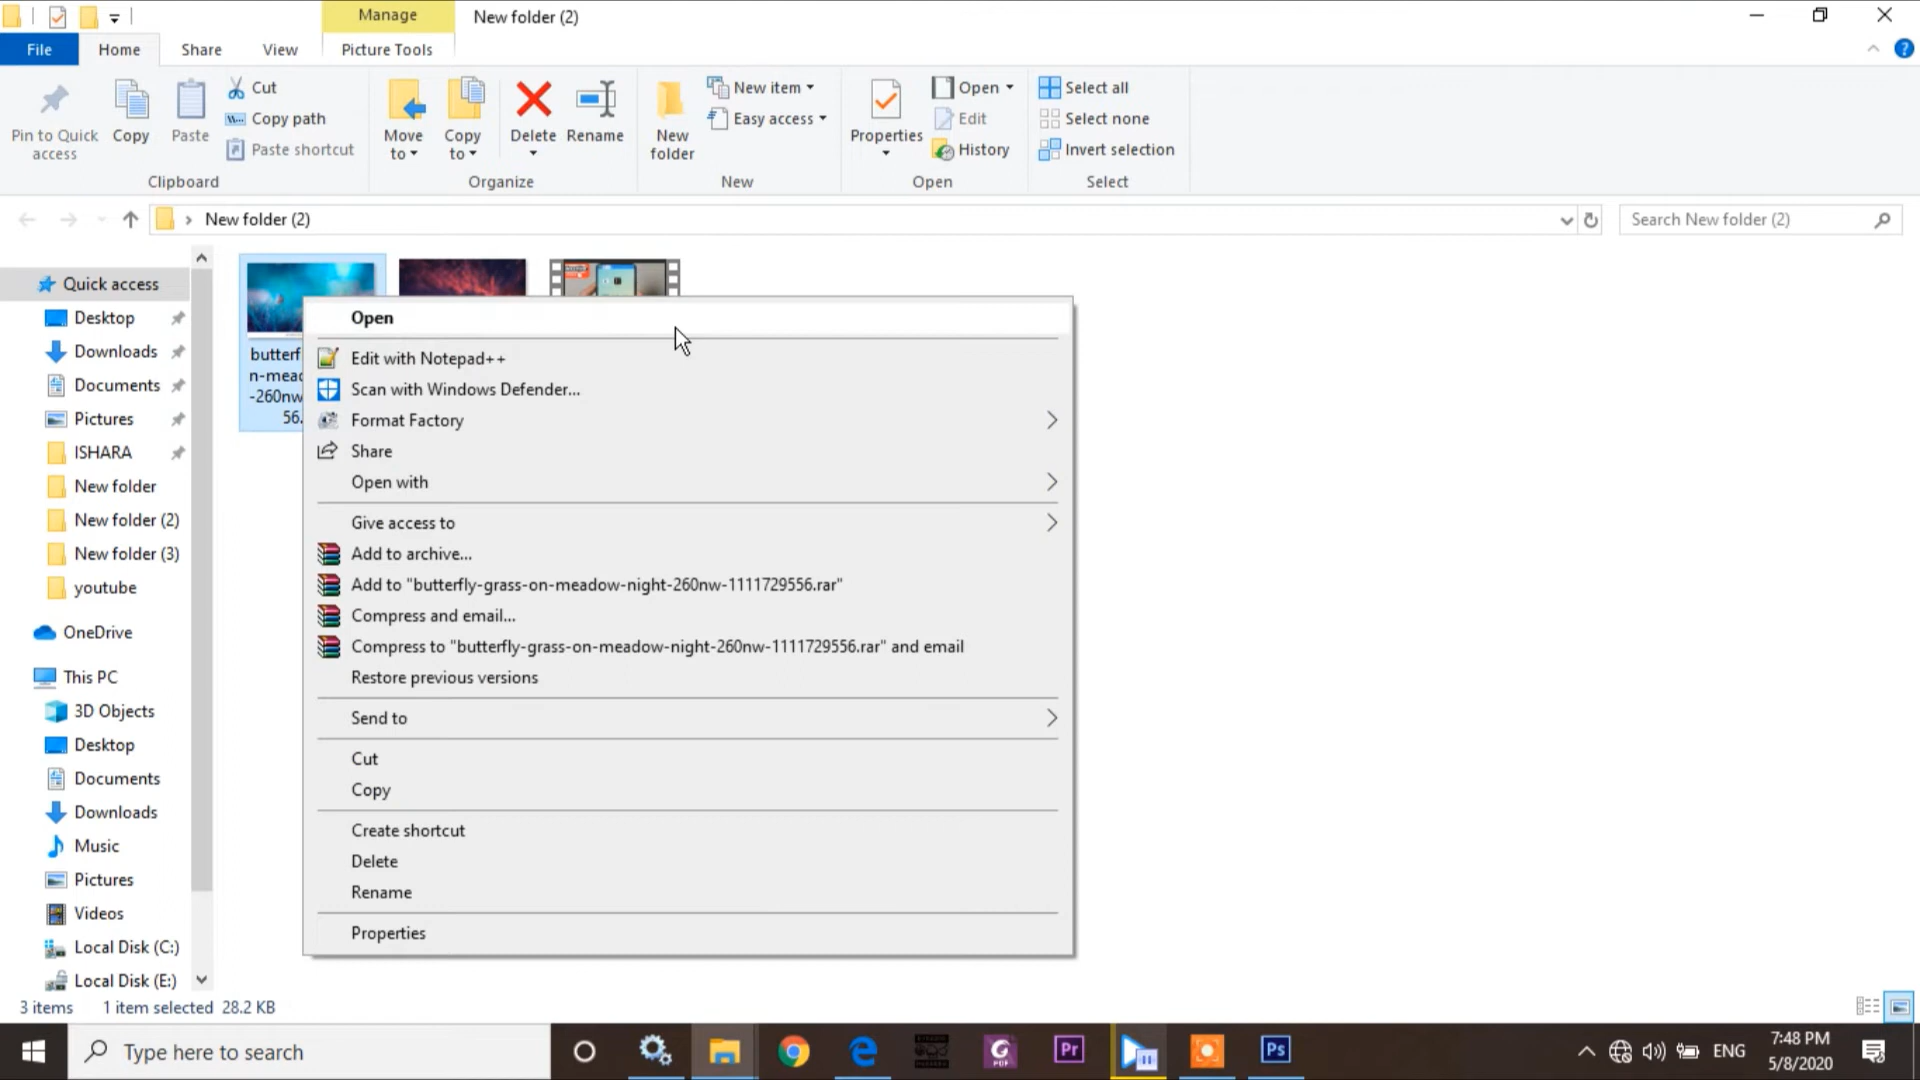 Manage
New folder (2)
File
Home
Share
View
Picture Tools
Pin to Quick
access
Copy
Paste
Cut
Copy path
Paste shortcut
Clipboard
Move
to
Copy
to
Delete
Rename
Organize
New
folder
New item
Easy access
New
Properties
Open
Edit
History
Open
Select all
Select none
Invert selection
Select
New folder (2)
Search New folder (2)
Quick access
Desktop
Downloads
Documents
Pictures
ISHARA
New folder
New folder (2)
New folder (3)
youtube
OneDrive
This PC
3D Objects
Desktop
Documents
Downloads
Music
Pictures
Videos
Local Disk (C:)
Local Disk (E:)
butterf
n-mead
-260nw
56.
Open
Edit with Notepad++
Scan with Windows Defender...
Format Factory
Share
Open with
Give access to
Add to archive...
Add to "butterfly-grass-on-meadow-night-260nw-1111729556.rar"
Compress and email...
Compress to "butterfly-grass-on-meadow-night-260nw-1111729556.rar" and email
Restore previous versions
Send to
Cut
Copy
Create shortcut
Delete
Rename
Properties
3 items 1 item selected 28.2 KB
Type here to search
PDF
Pr
Ps
ENG
7:48 PM
5/8/2020